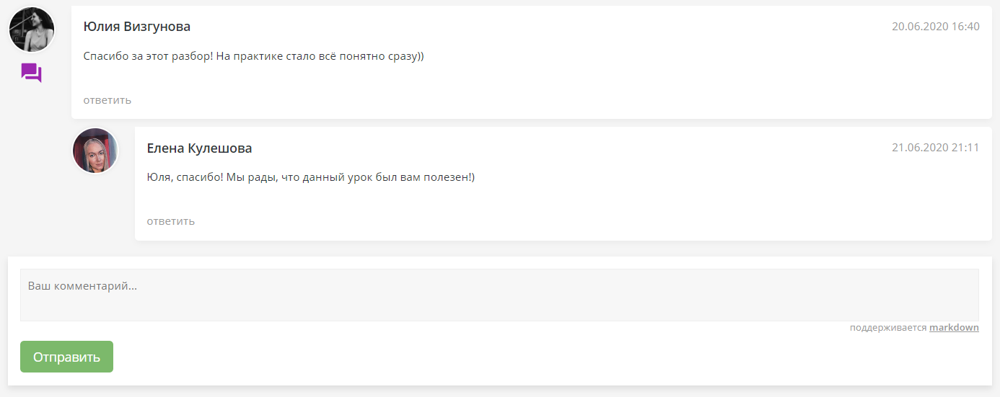 Юлия Визгунова
20.06.2020 16:40
Спасибо за этот разбор! На практике стало всё понятно сразу))
ответить
Елена Кулешова
21.06.2020 21:11
Юля, спасибо! Мы рады, что данный урок был вам полезен!)
ответить
Ваш комментарий...
поддерживается markdown
Отправить